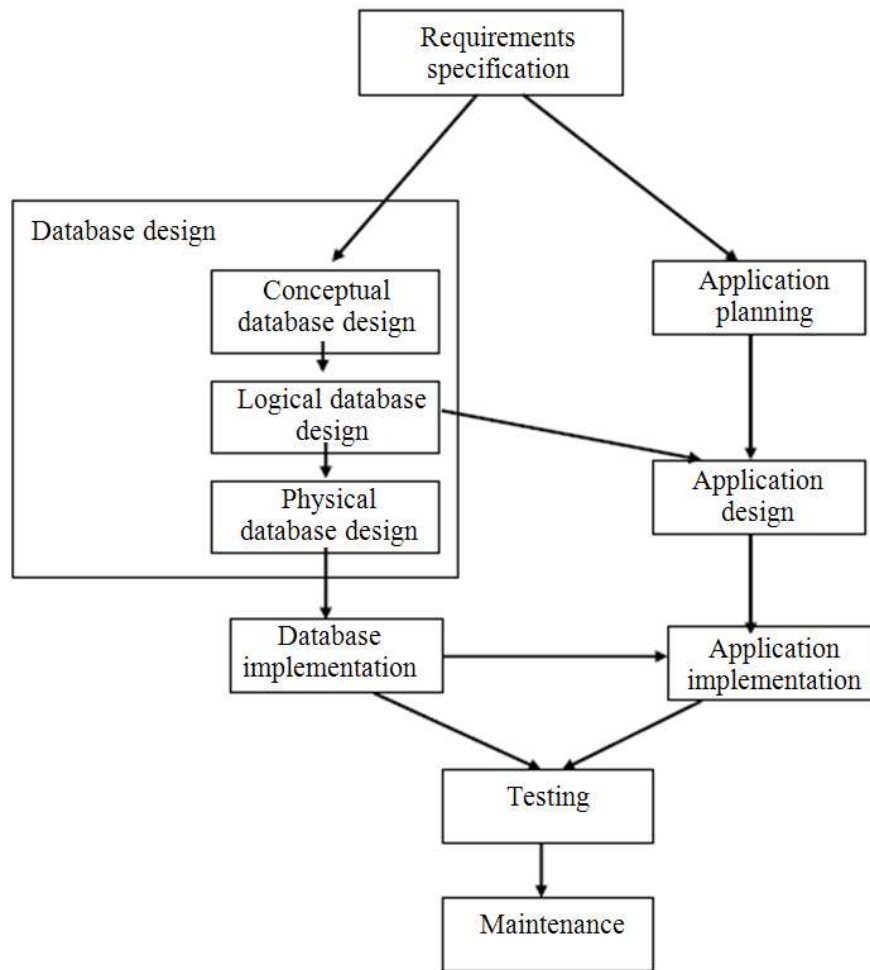 Requirements
specification
Database design
Conceptual
database design
Application
planning
Logical database
design
Application
design
Physical
database design
Database
implementation
Application
implementation
Testing
Maintenance